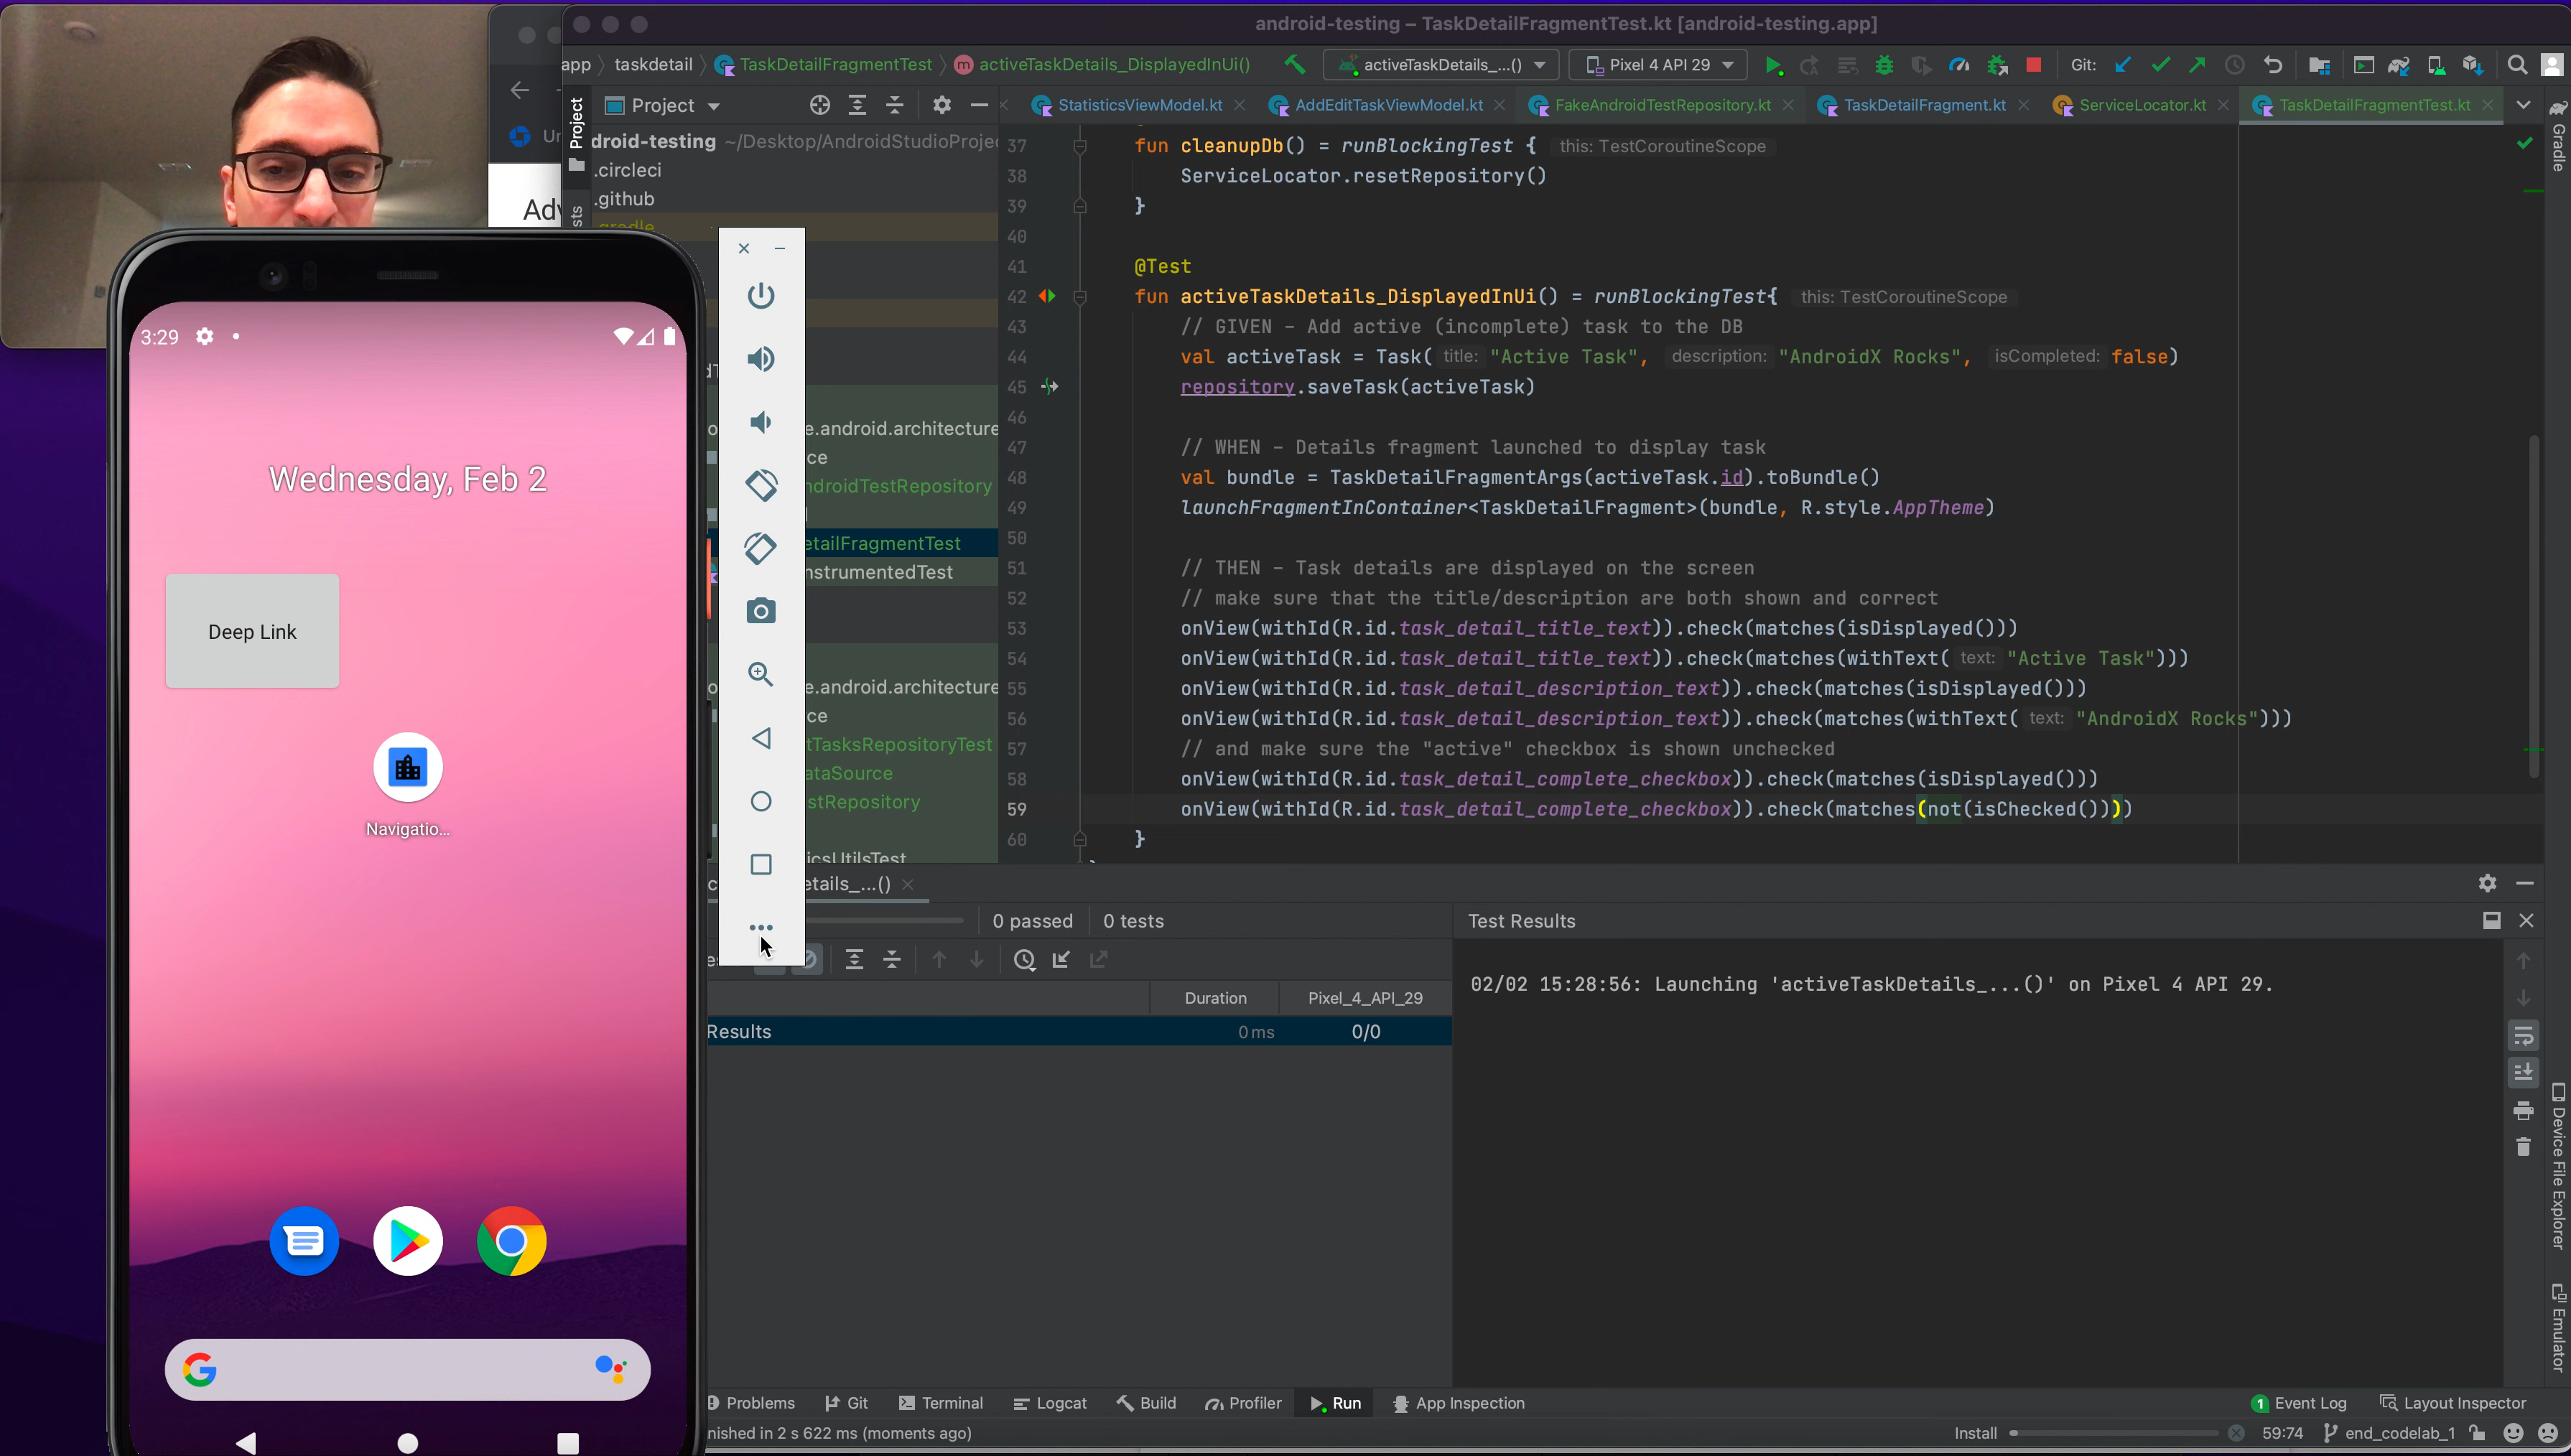 android-testing – TaskDetailFragmentTest.kt [android-testing.app]
app taskdetail TaskDetailFragmentTest activeTaskDetails_DisplayedInUi() activeTaskDetails_...() Pixel 4 API 29 Git:
Project StatisticsViewModel.kt AddEditTaskViewModel.kt FakeAndroidTestRepository.kt TaskDetailFragment.kt ServiceLocator.kt TaskDetailFragmentTest.kt
Project
Gradle
droid-testing ~/Desktop/AndroidStudioProje
.circleci
.github
.gradle
e.android.architecture
ce
ndroidTestRepository
etailFragmentTest
nstrumentedTest
e.android.architecture
ce
tTasksRepositoryTest
ataSource
stRepository
icsUtilsTest
37 fun cleanupDb() = runBlockingTest { this: TestCoroutineScope
38 ServiceLocator.resetRepository()
39 }
40
41 @Test
42 fun activeTaskDetails_DisplayedInUi() = runBlockingTest{ this: TestCoroutineScope
43 // GIVEN - Add active (incomplete) task to the DB
44 val activeTask = Task( title: "Active Task", description: "AndroidX Rocks", isCompleted: false)
45 repository.saveTask(activeTask)
46
47 // WHEN - Details fragment launched to display task
48 val bundle = TaskDetailFragmentArgs(activeTask.id).toBundle()
49 launchFragmentInContainer<TaskDetailFragment>(bundle, R.style.AppTheme)
50
51 // THEN - Task details are displayed on the screen
52 // make sure that the title/description are both shown and correct
53 onView(withId(R.id.task_detail_title_text)).check(matches(isDisplayed()))
54 onView(withId(R.id.task_detail_title_text)).check(matches(withText( text: "Active Task")))
55 onView(withId(R.id.task_detail_description_text)).check(matches(isDisplayed()))
56 onView(withId(R.id.task_detail_description_text)).check(matches(withText( text: "AndroidX Rocks")))
57 // and make sure the "active" checkbox is shown unchecked
58 onView(withId(R.id.task_detail_complete_checkbox)).check(matches(isDisplayed()))
59 onView(withId(R.id.task_detail_complete_checkbox)).check(matches(not(isChecked())))
60 }
3:29
Wednesday, Feb 2
Deep Link
Navigatio...
etails_...()
0 passed 0 tests
Test Results
Duration Pixel_4_API_29
Results 0 ms 0/0
02/02 15:28:56: Launching 'activeTaskDetails_...()' on Pixel 4 API 29.
Device File Explorer
Emulator
Problems Git Terminal Logcat Build Profiler Run App Inspection 1 Event Log Layout Inspector
nished in 2 s 622 ms (moments ago) Install 59:74 end_codelab_1